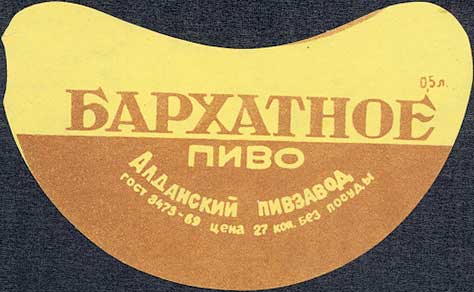 0,5 л.
БАРХАТНОЕ
ПИВО
АЛДАНСКИЙ ПИВЗАВОД
ГОСТ 3473-69 цена 27 коп. без посуды